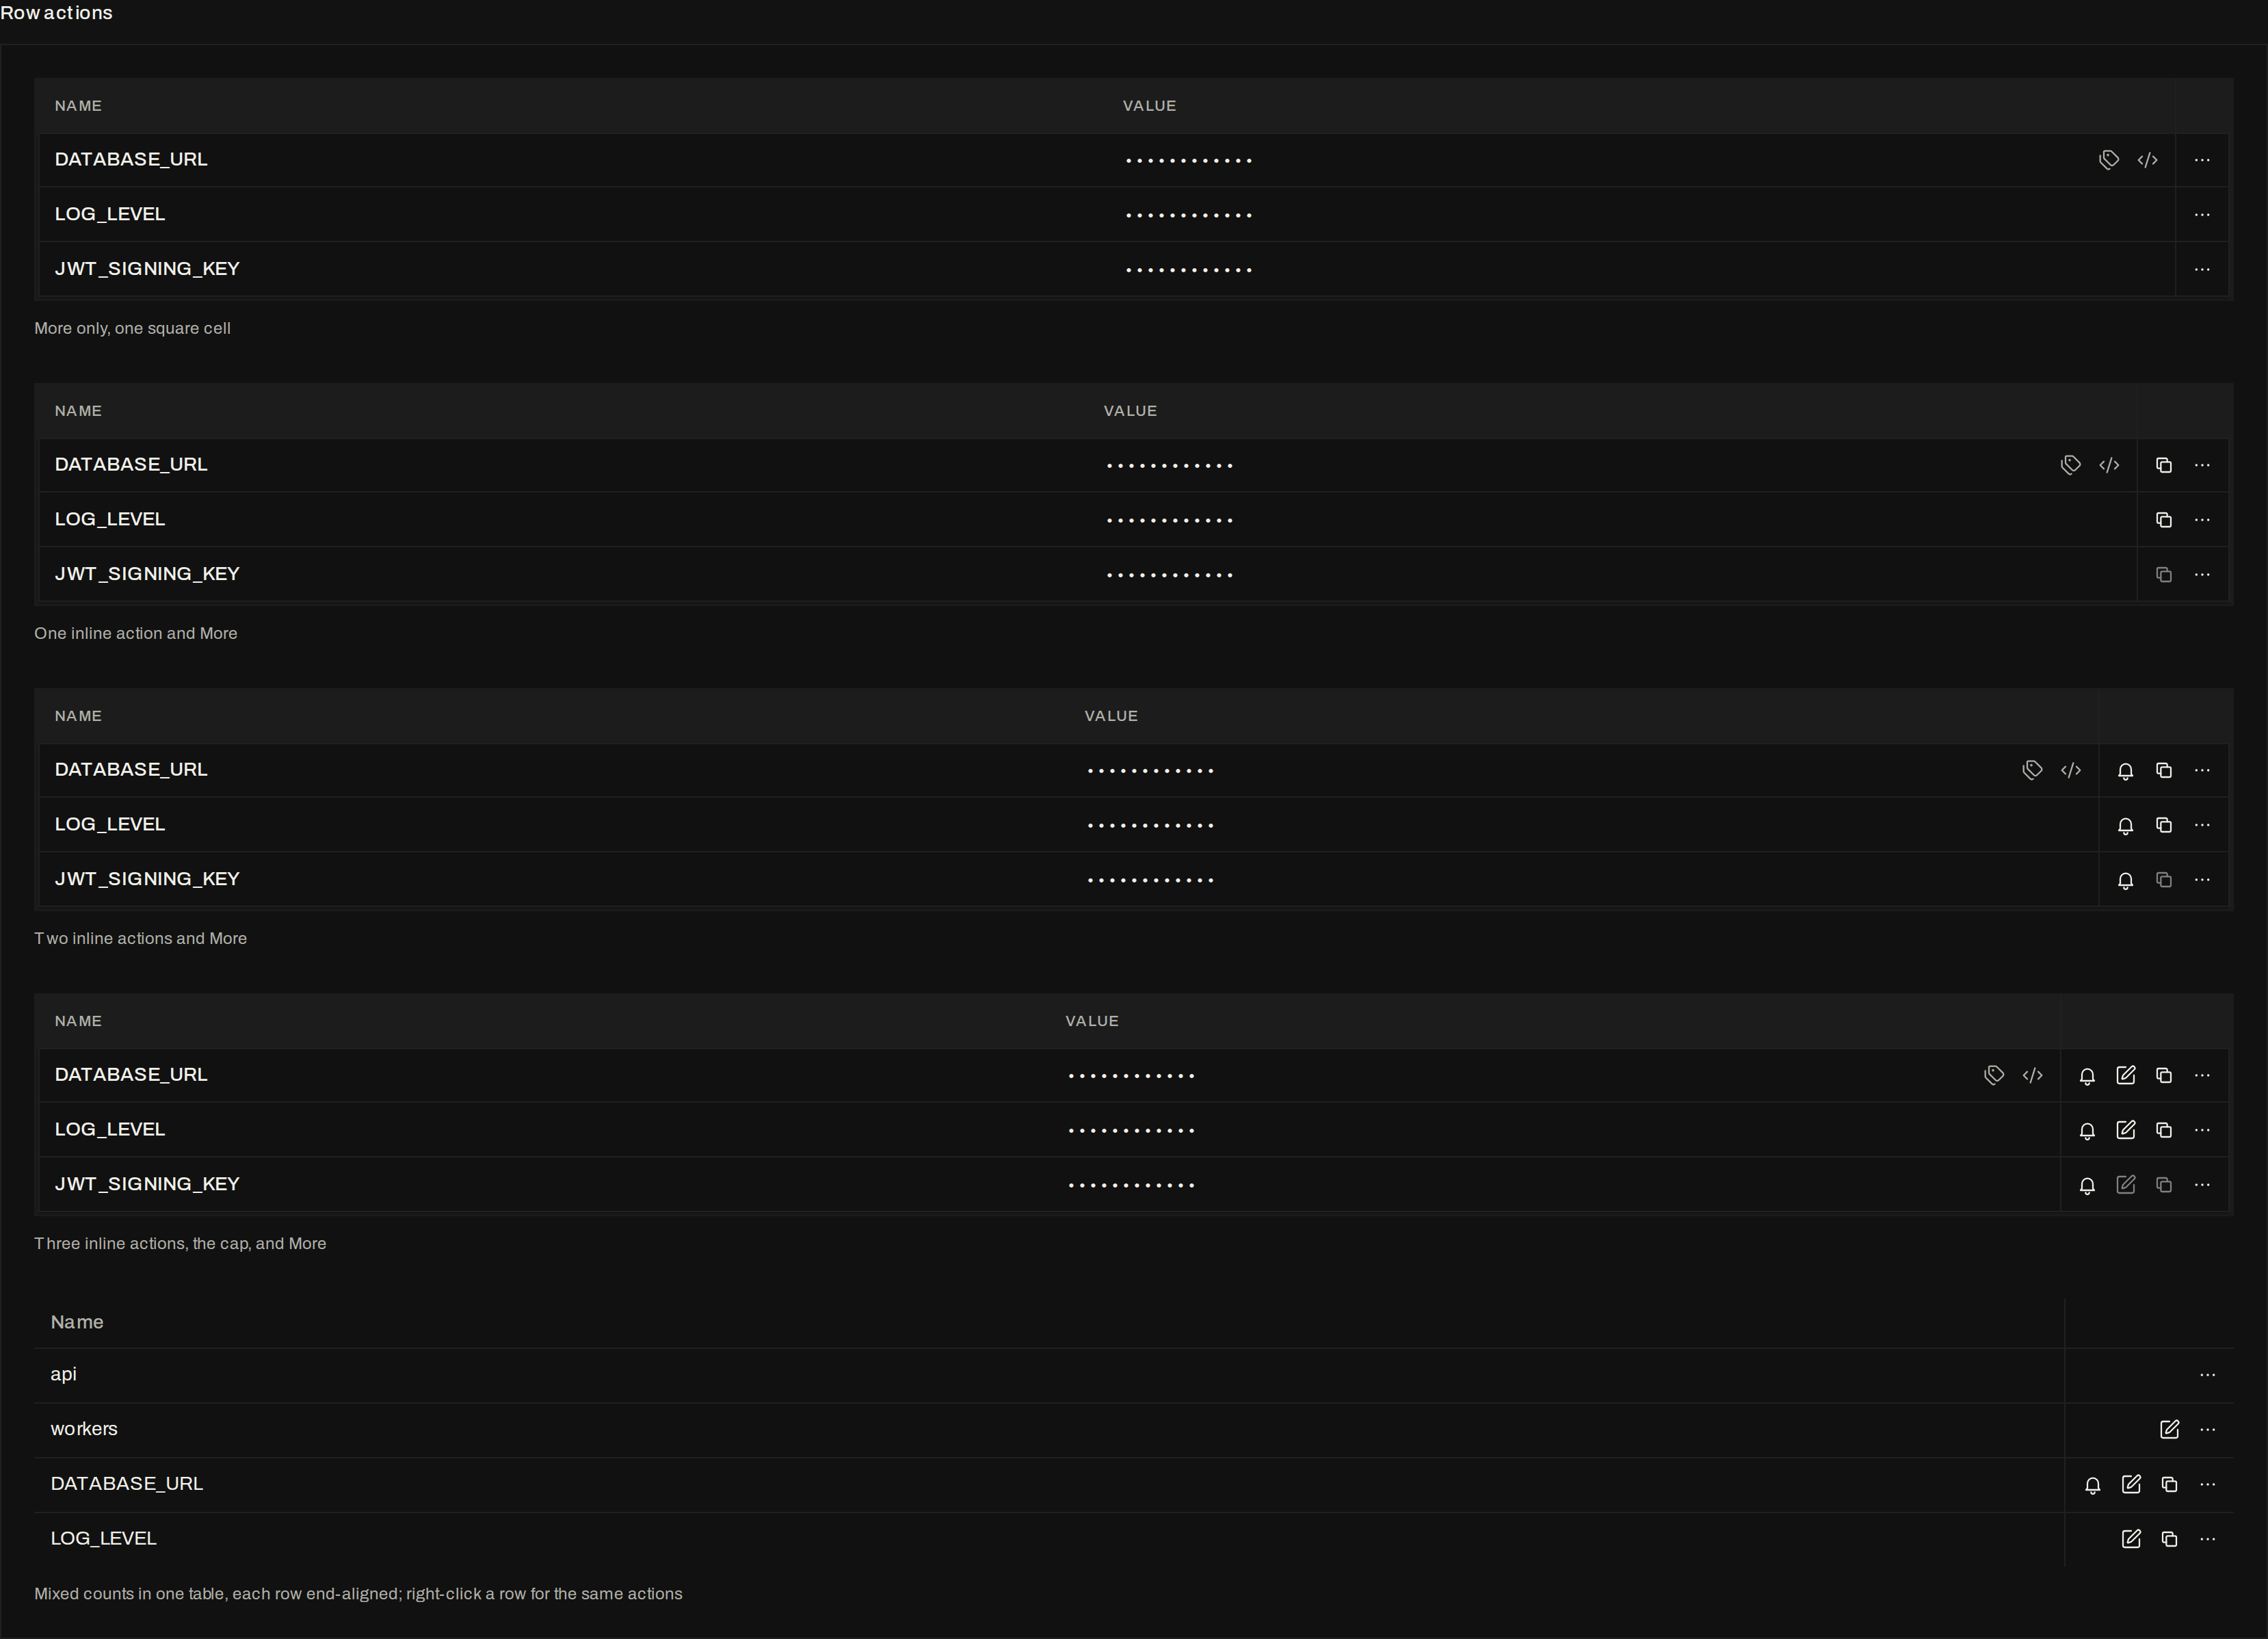 Row actions
NAME VALUE
DATABASE_URL ············ ···
LOG_LEVEL ············ ···
JWT_SIGNING_KEY ············ ···
More only, one square cell
NAME VALUE
DATABASE_URL ············ ···
LOG_LEVEL ············ ···
JWT_SIGNING_KEY ············ ···
One inline action and More
NAME VALUE
DATABASE_URL ············ ···
LOG_LEVEL ············ ···
JWT_SIGNING_KEY ············ ···
Two inline actions and More
NAME VALUE
DATABASE_URL ············ ···
LOG_LEVEL ············ ···
JWT_SIGNING_KEY ············ ···
Three inline actions, the cap, and More
Name
api ···
workers ···
DATABASE_URL ···
LOG_LEVEL ···
Mixed counts in one table, each row end-aligned; right-click a row for the same actions